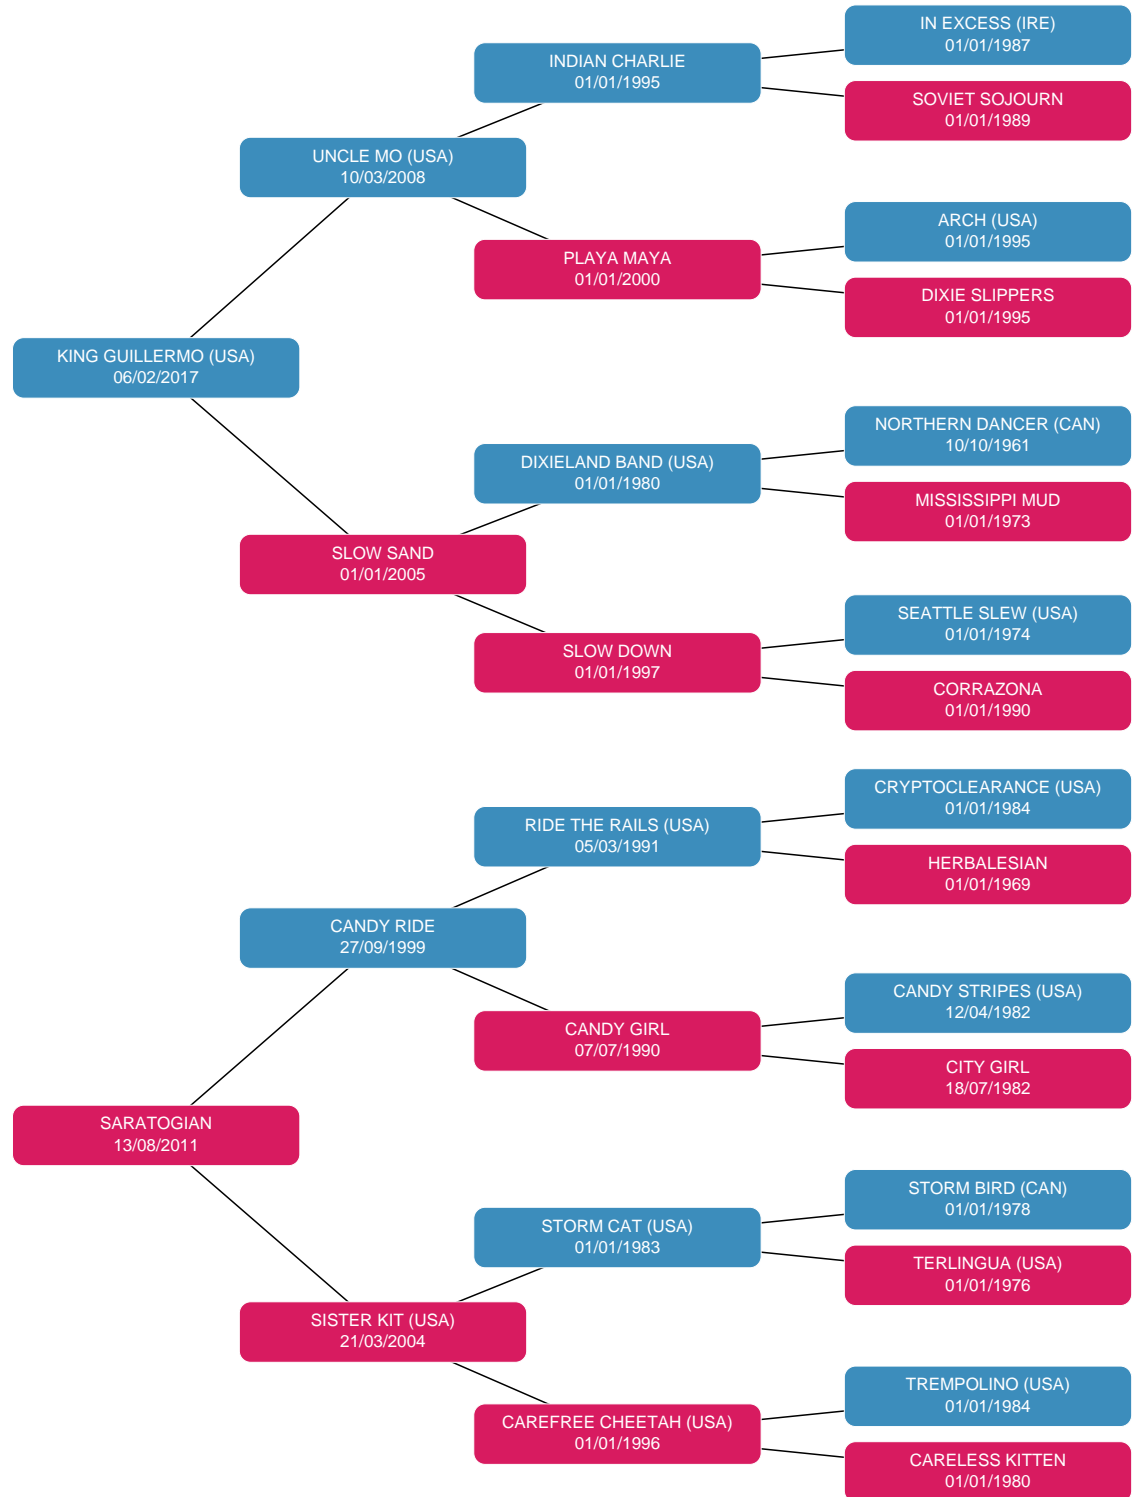 IN EXCESS (IRE)
01/01/1987
INDIAN CHARLIE
01/01/1995
SOVIET SOJOURN
01/01/1989
UNCLE MO (USA)
10/03/2008
ARCH (USA)
01/01/1995
PLAYA MAYA
01/01/2000
DIXIE SLIPPERS
01/01/1995
KING GUILLERMO (USA)
06/02/2017
NORTHERN DANCER (CAN)
10/10/1961
DIXIELAND BAND (USA)
01/01/1980
MISSISSIPPI MUD
01/01/1973
SLOW SAND
01/01/2005
SEATTLE SLEW (USA)
01/01/1974
SLOW DOWN
01/01/1997
CORRAZONA
01/01/1990
CRYPTOCLEARANCE (USA)
01/01/1984
RIDE THE RAILS (USA)
05/03/1991
HERBALESIAN
01/01/1969
CANDY RIDE
27/09/1999
CANDY STRIPES (USA)
12/04/1982
CANDY GIRL
07/07/1990
CITY GIRL
18/07/1982
SARATOGIAN
13/08/2011
STORM BIRD (CAN)
01/01/1978
STORM CAT (USA)
01/01/1983
TERLINGUA (USA)
01/01/1976
SISTER KIT (USA)
21/03/2004
TREMPOLINO (USA)
01/01/1984
CAREFREE CHEETAH (USA)
01/01/1996
CARELESS KITTEN
01/01/1980